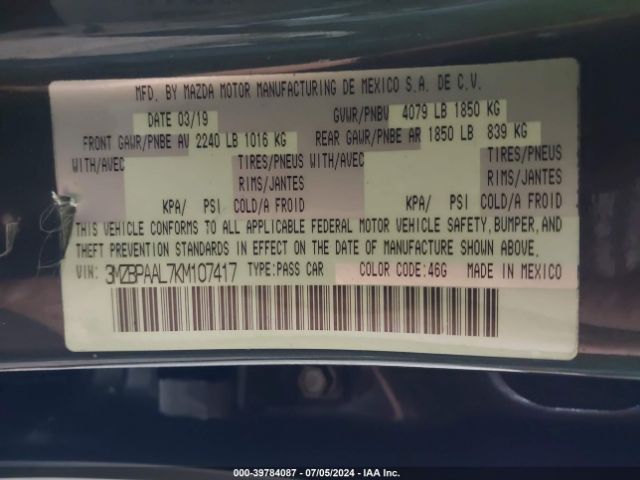 MFD. BY MAZDA MOTOR MANUFACTURING DE MEXICO S.A. DE C.V.
DATE 03/19 GVWR/PNBV 4079 LB 1850 KG
FRONT GAWR/PNBE AV 2240 LB 1016 KG REAR GAWR/PNBE AR 1850 LB 839 KG
WITH/AVEC TIRES/PNEUS WITH/AVEC TIRES/PNEUS
RIMS/JANTES RIMS/JANTES
KPA/ PSI COLD/A FROID KPA/ PSI COLD/A FROID
THIS VEHICLE CONFORMS TO ALL APPLICABLE FEDERAL MOTOR VEHICLE SAFETY, BUMPER, AND
THEFT PREVENTION STANDARDS IN EFFECT ON THE DATE OF MANUFACTURE SHOWN ABOVE.
VIN: 3MZBPAAL7KM107417 TYPE:PASS CAR COLOR CODE:46G MADE IN MEXICO
000-39784087 - 07/05/2024 - IAA.CA